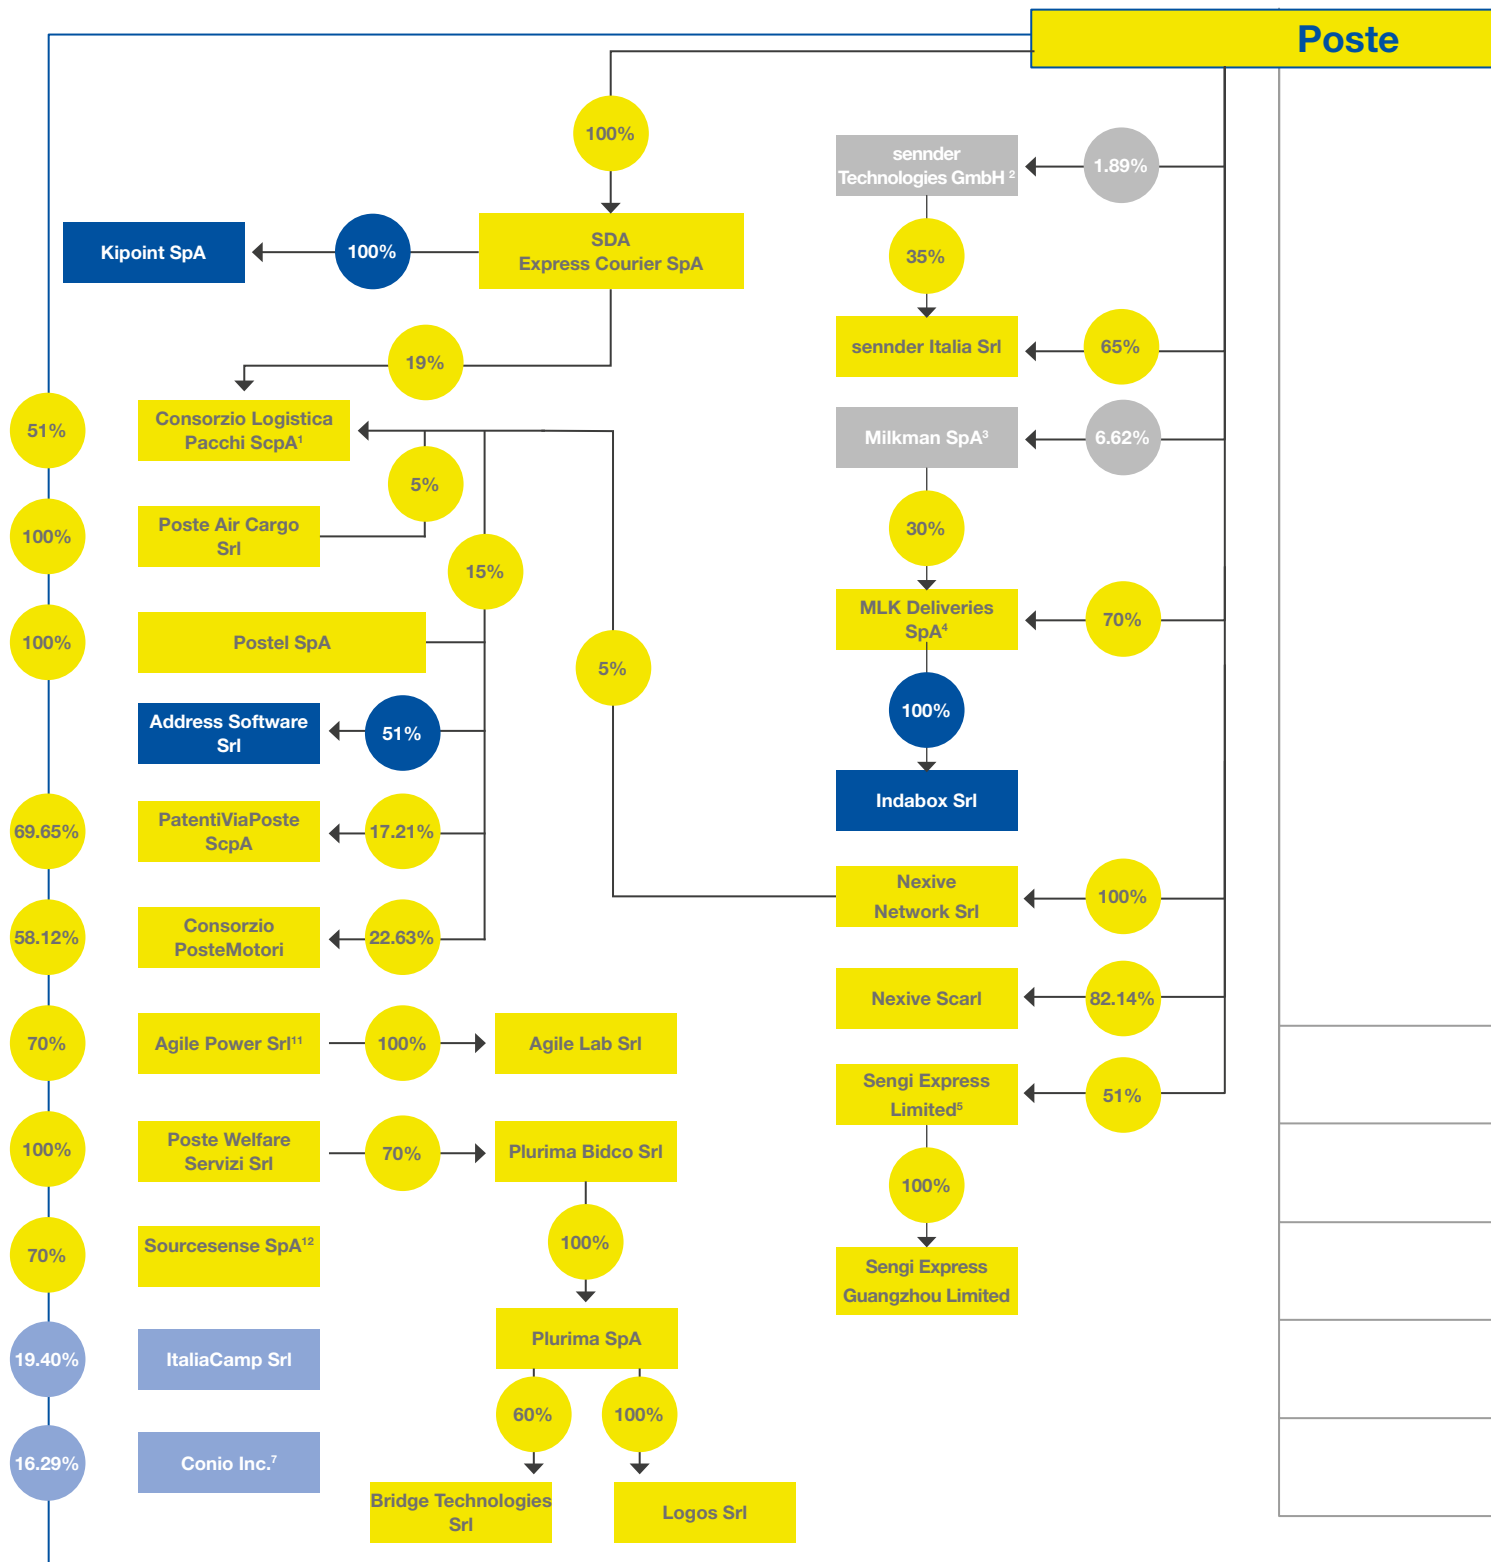 Poste
100%
sennder
Technologies GmbH ²
1.89%
Kipoint SpA
100%
SDA
Express Courier SpA
35%
sennder Italia Srl
65%
19%
51%
Consorzio Logistica
Pacchi ScpA¹
Milkman SpA³
6.62%
5%
100%
Poste Air Cargo
Srl
30%
15%
MLK Deliveries
SpA⁴
70%
100%
Postel SpA
5%
Address Software
Srl
51%
100%
Indabox Srl
69.65%
PatentiViaPoste
ScpA
17.21%
Nexive
Network Srl
100%
58.12%
Consorzio
PosteMotori
22.63%
Nexive Scarl
82.14%
70%
Agile Power Srl¹¹
100%
Agile Lab Srl
Sengi Express
Limited⁵
51%
100%
Poste Welfare
Servizi Srl
70%
Plurima Bidco Srl
100%
70%
Sourcesense SpA¹²
100%
Sengi Express
Guangzhou Limited
19.40%
ItaliaCamp Srl
Plurima SpA
60%
100%
16.29%
Conio Inc.⁷
Bridge Technologies
Srl
Logos Srl